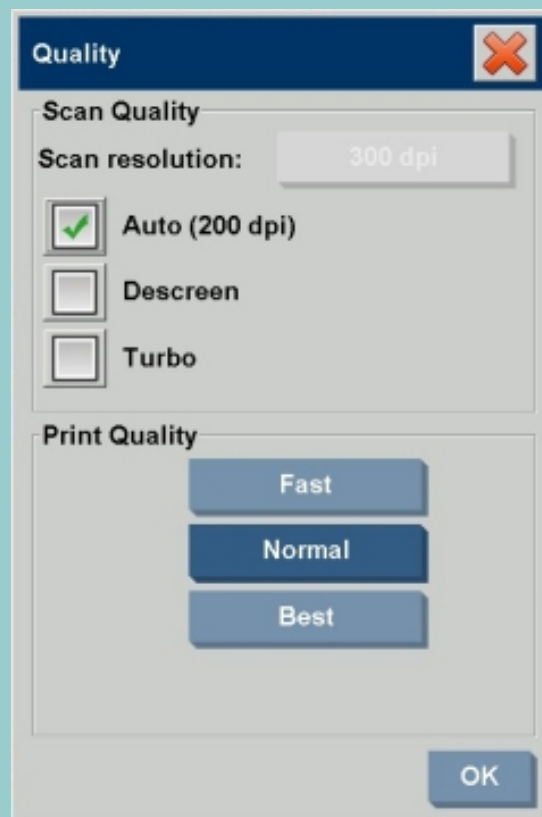 Quality
Scan Quality
Scan resolution: 300 dpi
Auto (200 dpi)
Descreen
Turbo
Print Quality
Fast
Normal
Best
OK